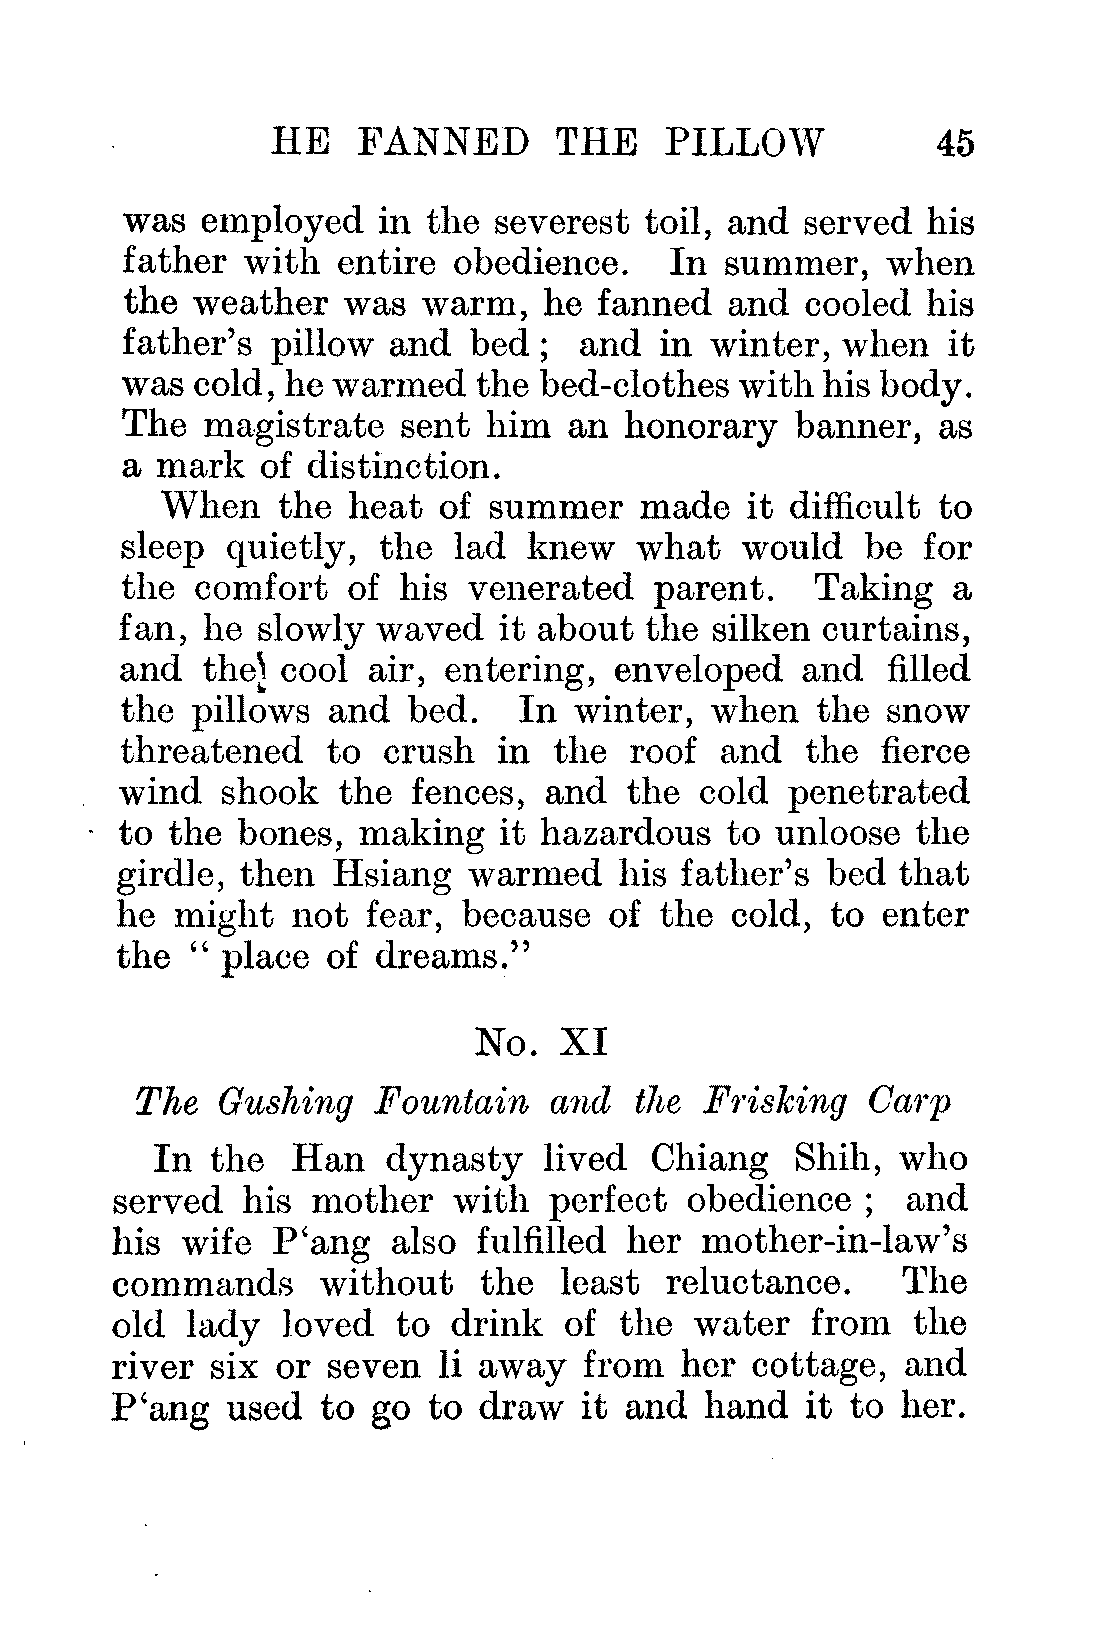 HE FANNED THE PILLOW 45
was employed in the severest toil, and served his
father with entire obedience. In summer, when
the weather was warm, he fanned and cooled his
father's pillow and bed ; and in winter, when it
was cold, he warmed the bed-clothes with his body.
The magistrate sent him an honorary banner, as
a mark of distinction.
When the heat of summer made it difficult to
sleep quietly, the lad knew what would be for
the comfort of his venerated parent. Taking a
fan, he slowly waved it about the silken curtains,
and the cool air, entering, enveloped and filled
the pillows and bed. In winter, when the snow
threatened to crush in the roof and the fierce
wind shook the fences, and the cold penetrated
to the bones, making it hazardous to unloose the
girdle, then Hsiang warmed his father's bed that
he might not fear, because of the cold, to enter
the “ place of dreams.”
No. XI
The Gushing Fountain and the Frisking Carp
In the Han dynasty lived Chiang Shih, who
served his mother with perfect obedience ; and
his wife P‘ang also fulfilled her mother-in-law's
commands without the least reluctance. The
old lady loved to drink of the water from the
river six or seven li away from her cottage, and
P‘ang used to go to draw it and hand it to her.